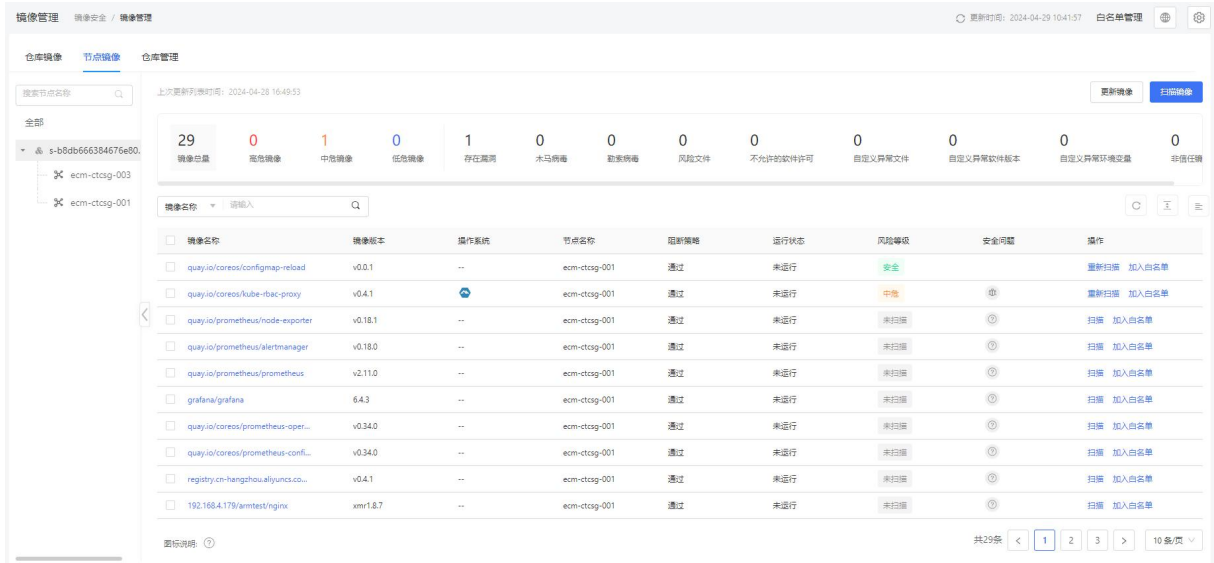 镜像管理 镜像安全 / 镜像管理 更新时间: 2024-04-29 10:41:57 白名单管理
仓库镜像 节点镜像 仓库管理
搜索节点名称 上次更新列表时间: 2024-04-28 16:49:53 更新镜像 扫描镜像
全部
29 0 1 0 1 0 0 0 0 0 0 0 0
镜像总量 高危镜像 中危镜像 低危镜像 存在漏洞 木马病毒 勒索病毒 风险文件 不允许的软件许可 自定义异常文件 自定义异常软件版本 自定义异常环境变量 非信任镜
s-b8db666384676e80.
ecm-ctcsg-003
ecm-ctcsg-001
镜像名称 请输入
镜像名称 镜像版本 操作系统 节点名称 阻断策略 运行状态 风险等级 安全问题 操作
quay.io/coreos/configmap-reload v0.0.1 -- ecm-ctcsg-001 通过 未运行 安全 重新扫描 加入白名单
quay.io/coreos/kube-rbac-proxy v0.4.1 ecm-ctcsg-001 通过 未运行 中危 重新扫描 加入白名单
quay.io/prometheus/node-exporter v0.18.1 -- ecm-ctcsg-001 通过 未运行 未扫描 扫描 加入白名单
quay.io/prometheus/alertmanager v0.18.0 -- ecm-ctcsg-001 通过 未运行 未扫描 扫描 加入白名单
quay.io/prometheus/prometheus v2.11.0 -- ecm-ctcsg-001 通过 未运行 未扫描 扫描 加入白名单
grafana/grafana 6.4.3 -- ecm-ctcsg-001 通过 未运行 未扫描 扫描 加入白名单
quay.io/coreos/prometheus-oper... v0.34.0 -- ecm-ctcsg-001 通过 未运行 未扫描 扫描 加入白名单
quay.io/coreos/prometheus-confi... v0.34.0 -- ecm-ctcsg-001 通过 未运行 未扫描 扫描 加入白名单
registry.cn-hangzhou.aliyuncs.co... v0.4.1 -- ecm-ctcsg-001 通过 未运行 未扫描 扫描 加入白名单
192.168.4.179/armtest/nginx xmr1.8.7 -- ecm-ctcsg-001 通过 未运行 未扫描 扫描 加入白名单
图标说明: 共29条 < 1 2 3 > 10 条/页